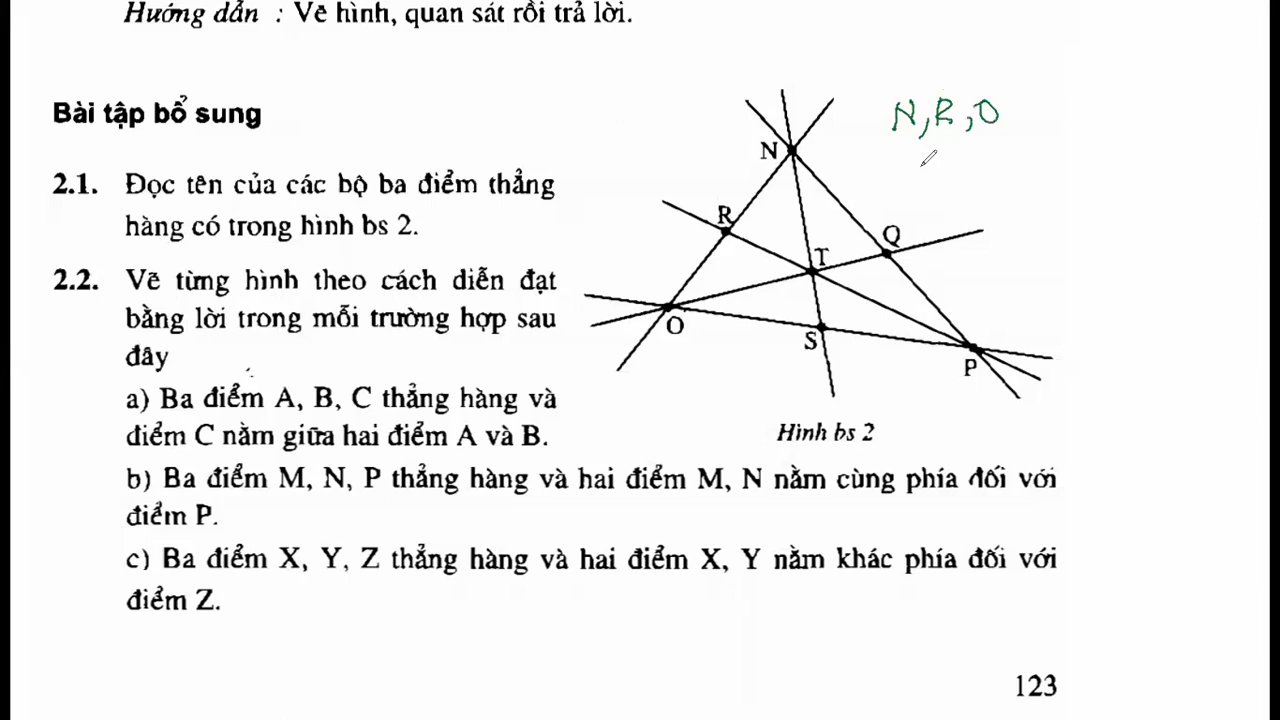 Hướng dẫn : Vẽ hình, quan sát rồi trả lời.
Bài tập bổ sung
2.1. Đọc tên của các bộ ba điểm thẳng
hàng có trong hình bs 2.
2.2. Vẽ từng hình theo cách diễn đạt
bằng lời trong mỗi trường hợp sau
đây
a) Ba điểm A, B, C thẳng hàng và
điểm C nằm giữa hai điểm A và B.
N, R, O
N
R
Q
T
O
S
P
Hình bs 2
b) Ba điểm M, N, P thẳng hàng và hai điểm M, N nằm cùng phía đối với
điểm P.
c) Ba điểm X, Y, Z thẳng hàng và hai điểm X, Y nằm khác phía đối với
điểm Z.
123